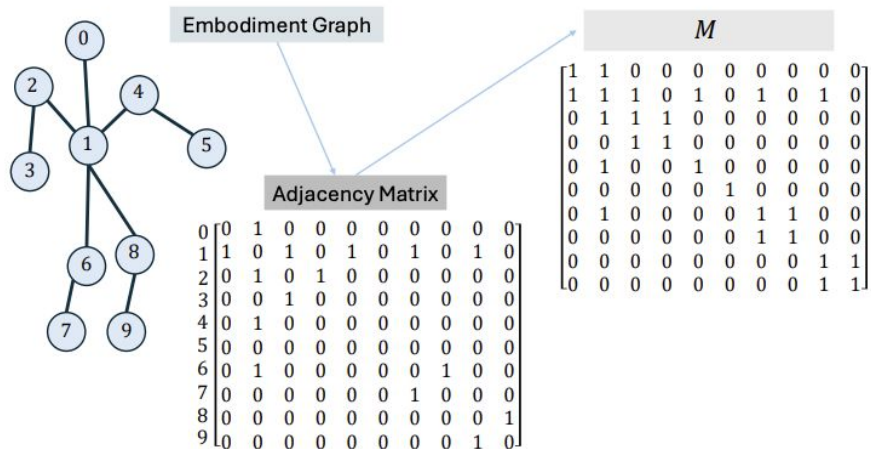 Embodiment Graph
M
0
2
4
1
3
5
6
8
7
9
Adjacency Matrix
0 0 1 0 0 0 0 0 0 0 0
1 1 0 1 0 1 0 1 0 1 0
2 0 1 0 1 0 0 0 0 0 0
3 0 0 1 0 0 0 0 0 0 0
4 0 1 0 0 0 0 0 0 0 0
5 0 0 0 0 0 0 0 0 0 0
6 0 1 0 0 0 0 0 1 0 0
7 0 0 0 0 0 0 1 0 0 0
8 0 0 0 0 0 0 0 0 0 1
9 0 0 0 0 0 0 0 0 1 0
1 1 0 0 0 0 0 0 0 0
1 1 1 0 1 0 1 0 1 0
0 1 1 1 0 0 0 0 0 0
0 0 1 1 0 0 0 0 0 0
0 1 0 0 1 0 0 0 0 0
0 0 0 0 0 1 0 0 0 0
0 1 0 0 0 0 1 1 0 0
0 0 0 0 0 0 1 1 0 0
0 0 0 0 0 0 0 0 1 1
0 0 0 0 0 0 0 0 1 1